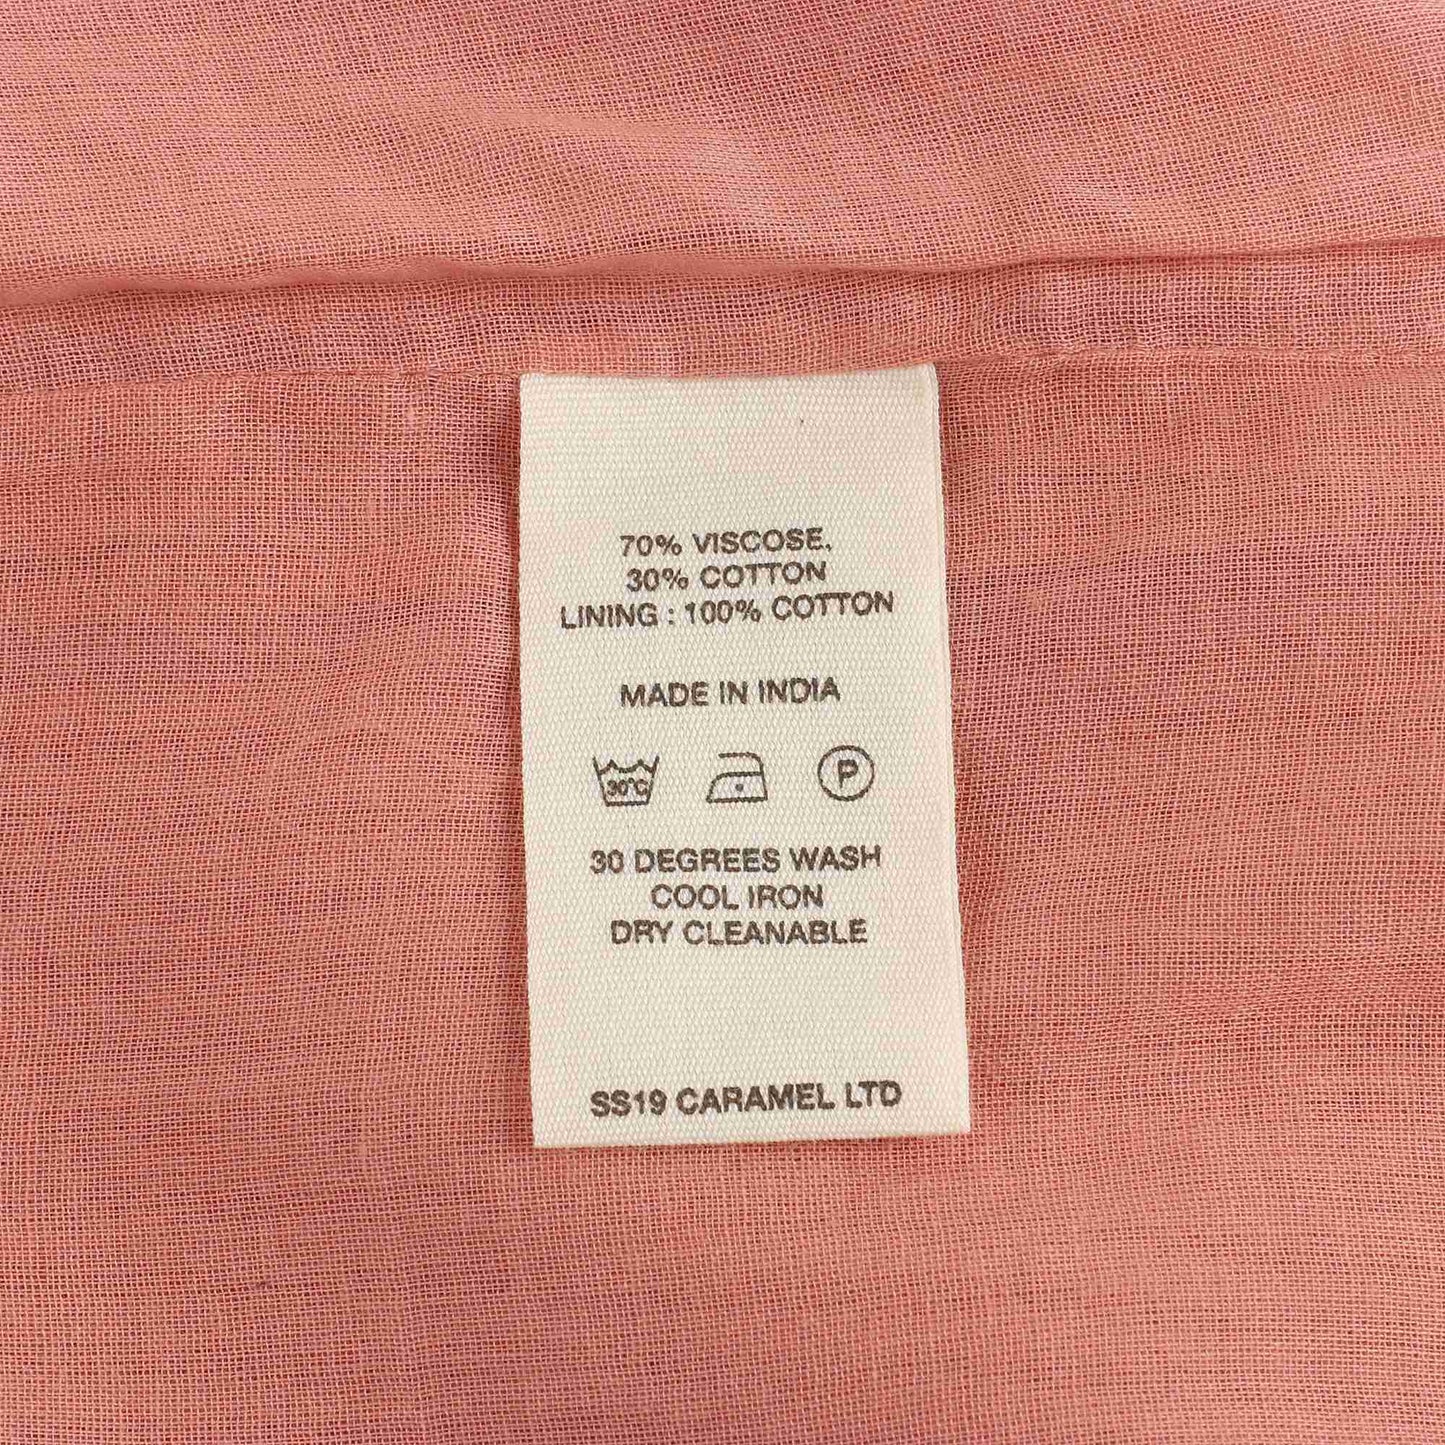 70% VISCOSE,
30% COTTON
LINING : 100% COTTON
MADE IN INDIA
30°C P
30 DEGREES WASH
COOL IRON
DRY CLEANABLE
SS19 CARAMEL LTD